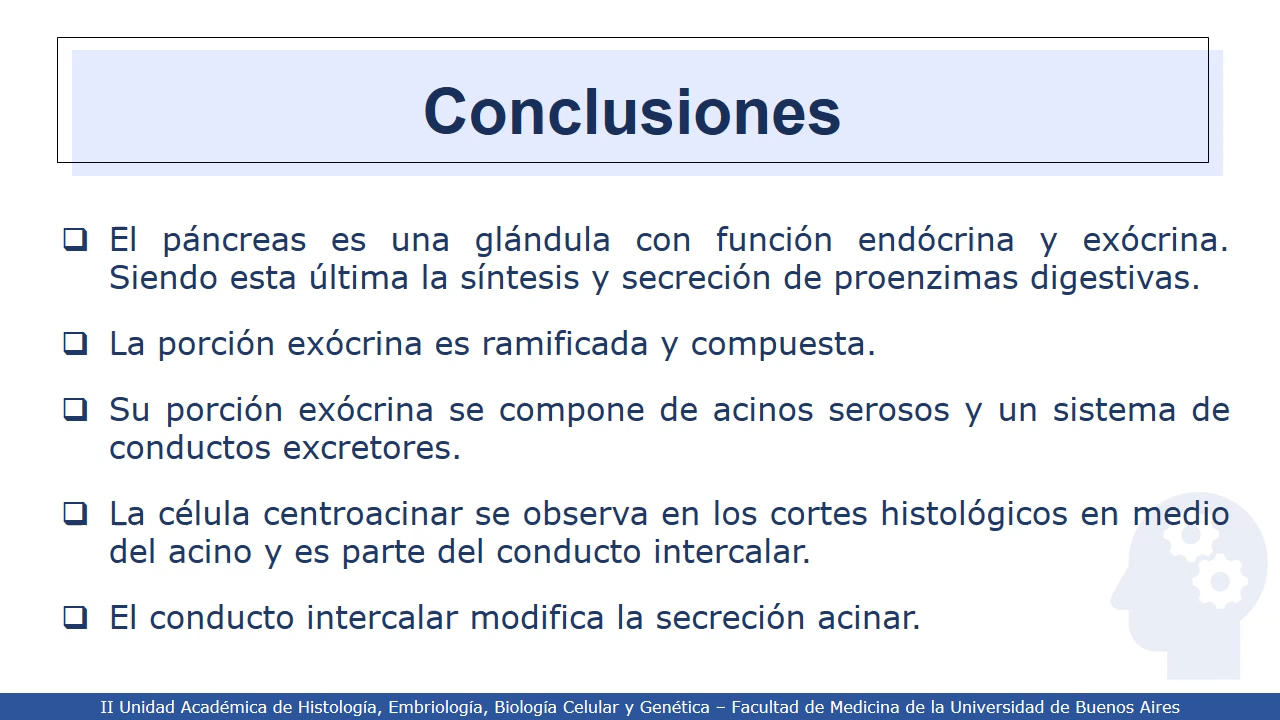 Conclusiones
❑ El páncreas es una glándula con función endócrina y exócrina.
Siendo esta última la síntesis y secreción de proenzimas digestivas.
❑ La porción exócrina es ramificada y compuesta.
❑ Su porción exócrina se compone de acinos serosos y un sistema de
conductos excretores.
❑ La célula centroacinar se observa en los cortes histológicos en medio
del acino y es parte del conducto intercalar.
❑ El conducto intercalar modifica la secreción acinar.
II Unidad Académica de Histología, Embriología, Biología Celular y Genética – Facultad de Medicina de la Universidad de Buenos Aires